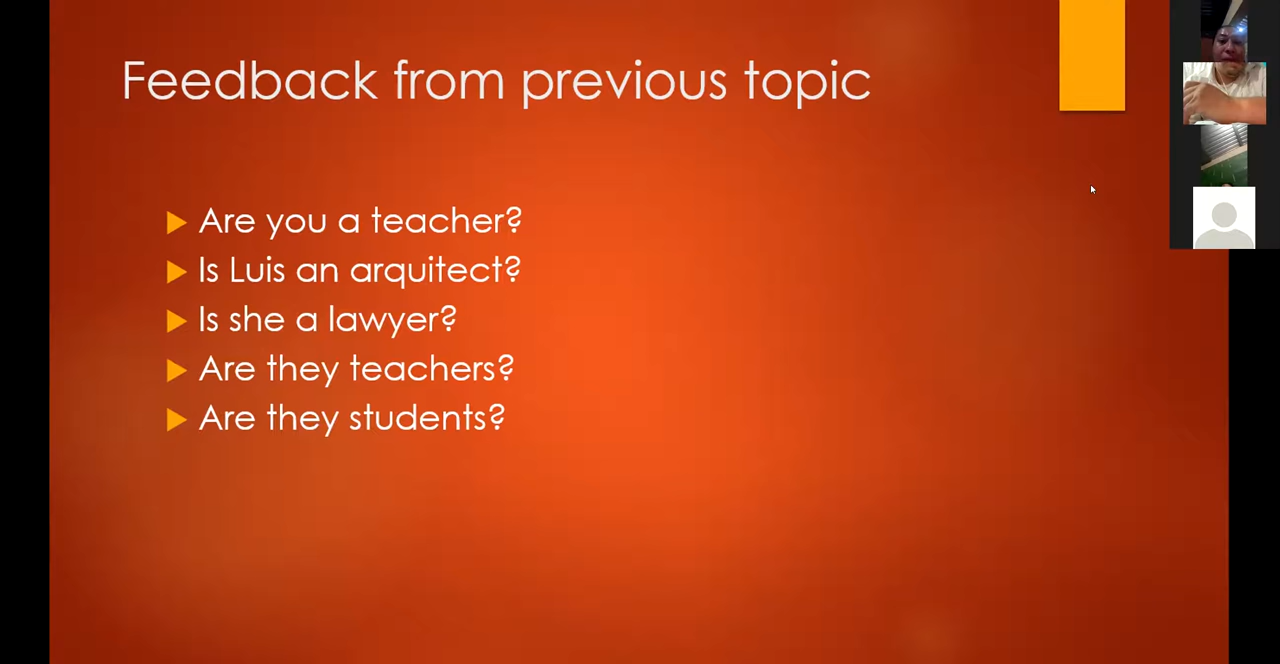 Feedback from previous topic
Are you a teacher?
Is Luis an arquitect?
Is she a lawyer?
Are they teachers?
Are they students?